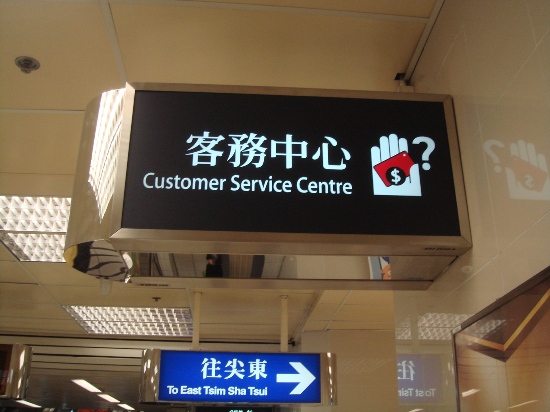 客務中心
Customer Service Centre
?
$
往尖東
To East Tsim Sha Tsui